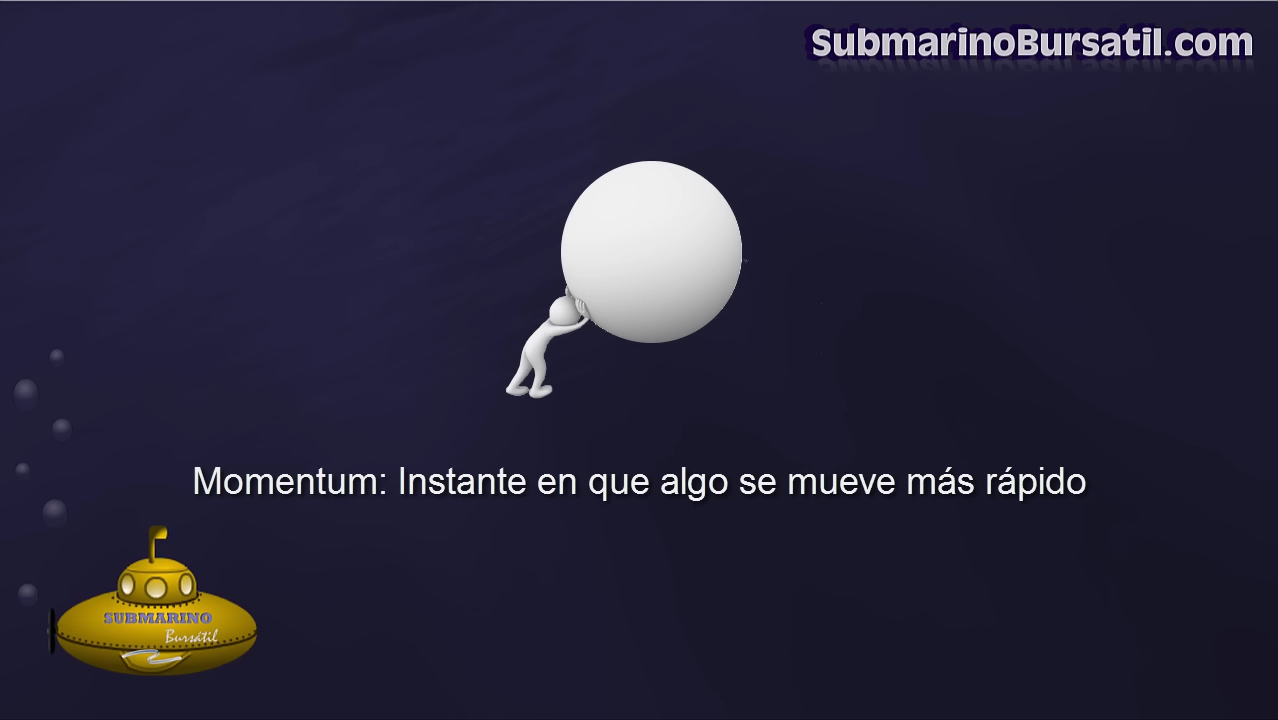 SubmarinoBursatil.com
Momentum: Instante en que algo se mueve más rápido
SUBMARINO
Bursátil